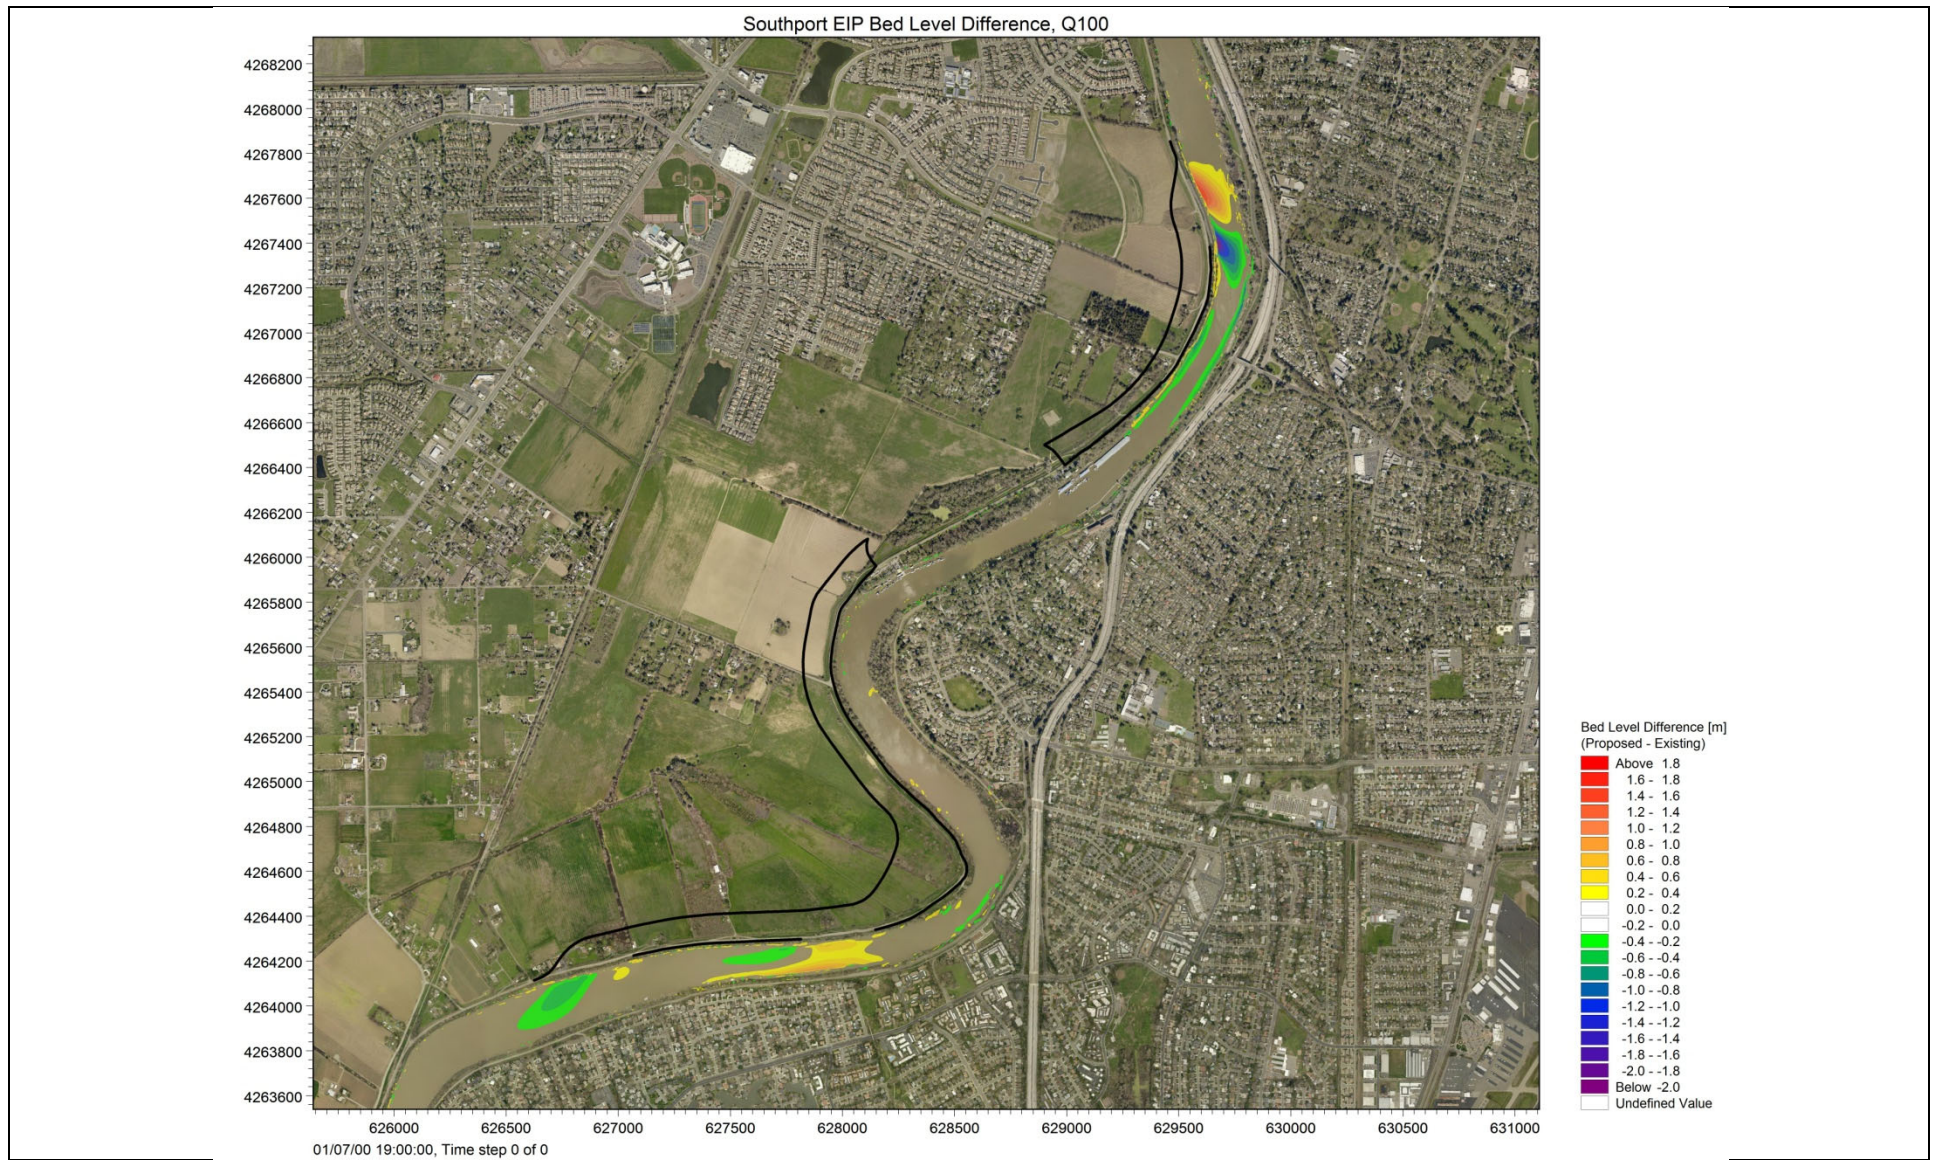 Southport EIP Bed Level Difference, Q100
4268200
4268000
4267800
4267600
4267400
4267200
4267000
4266800
4266600
4266400
4266200
4266000
4265800
4265600
4265400
4265200
4265000
4264800
4264600
4264400
4264200
4264000
4263800
4263600
626000 626500 627000 627500 628000 628500 629000 629500 630000 630500 631000
01/07/00 19:00:00, Time step 0 of 0
Bed Level Difference [m]
(Proposed - Existing)
Above 1.8
1.6 - 1.8
1.4 - 1.6
1.2 - 1.4
1.0 - 1.2
0.8 - 1.0
0.6 - 0.8
0.4 - 0.6
0.2 - 0.4
0.0 - 0.2
-0.2 - 0.0
-0.4 - -0.2
-0.6 - -0.4
-0.8 - -0.6
-1.0 - -0.8
-1.2 - -1.0
-1.4 - -1.2
-1.6 - -1.4
-1.8 - -1.6
-2.0 - -1.8
Below -2.0
Undefined Value